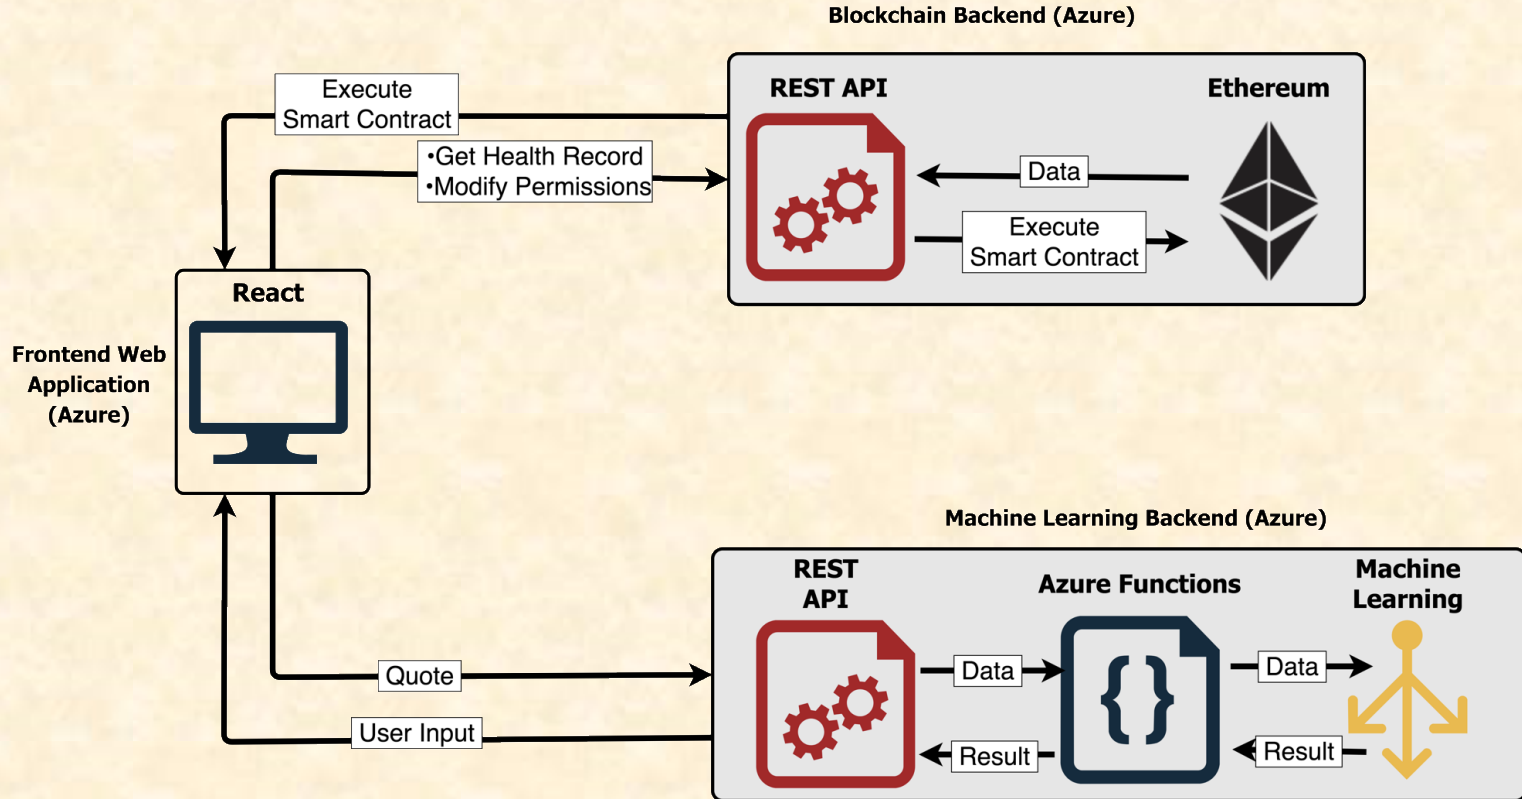 Blockchain Backend (Azure)
REST API
Ethereum
Execute
Smart Contract
•Get Health Record
•Modify Permissions
Data
Execute
Smart Contract
React
Frontend Web
Application
(Azure)
Machine Learning Backend (Azure)
REST
API
Azure Functions
Machine
Learning
{}
Quote
Data
Data
User Input
Result
Result